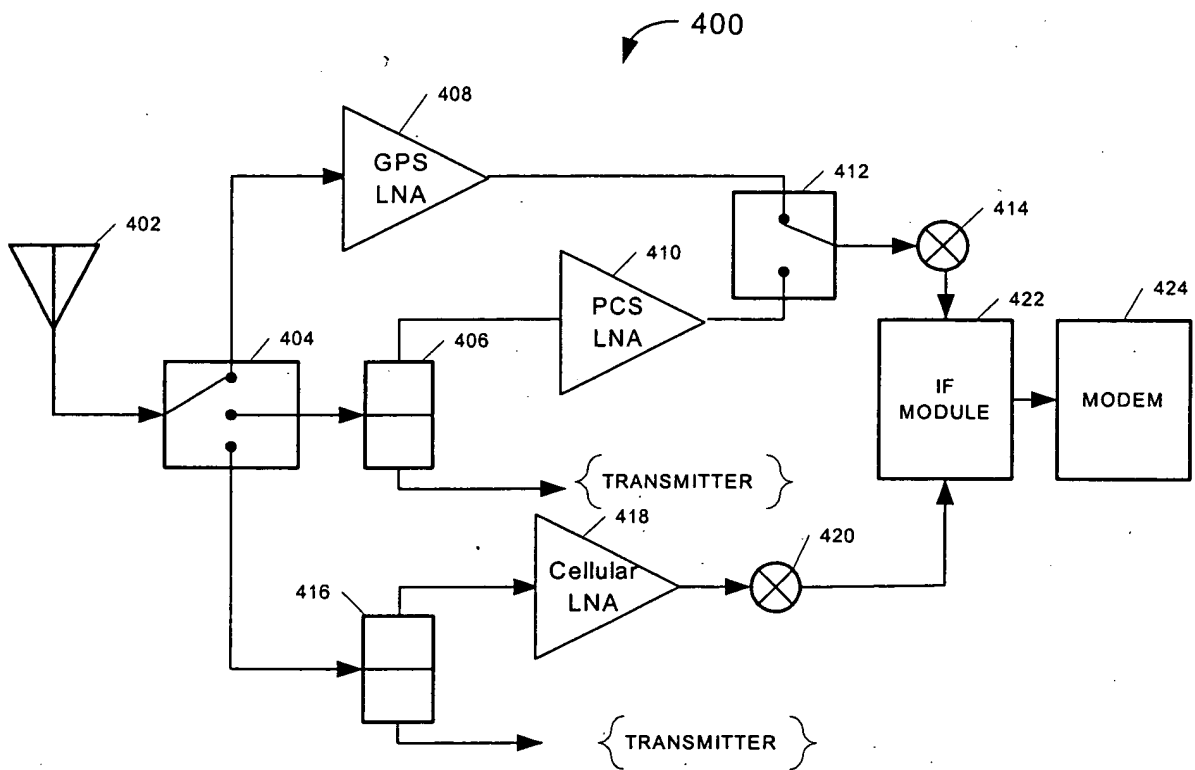 400
408
GPS
LNA
412
414
402
410
PCS
LNA
422
424
404
406
IF
MODULE
MODEM
{TRANSMITTER}
418
420
Cellular
LNA
416
{TRANSMITTER}